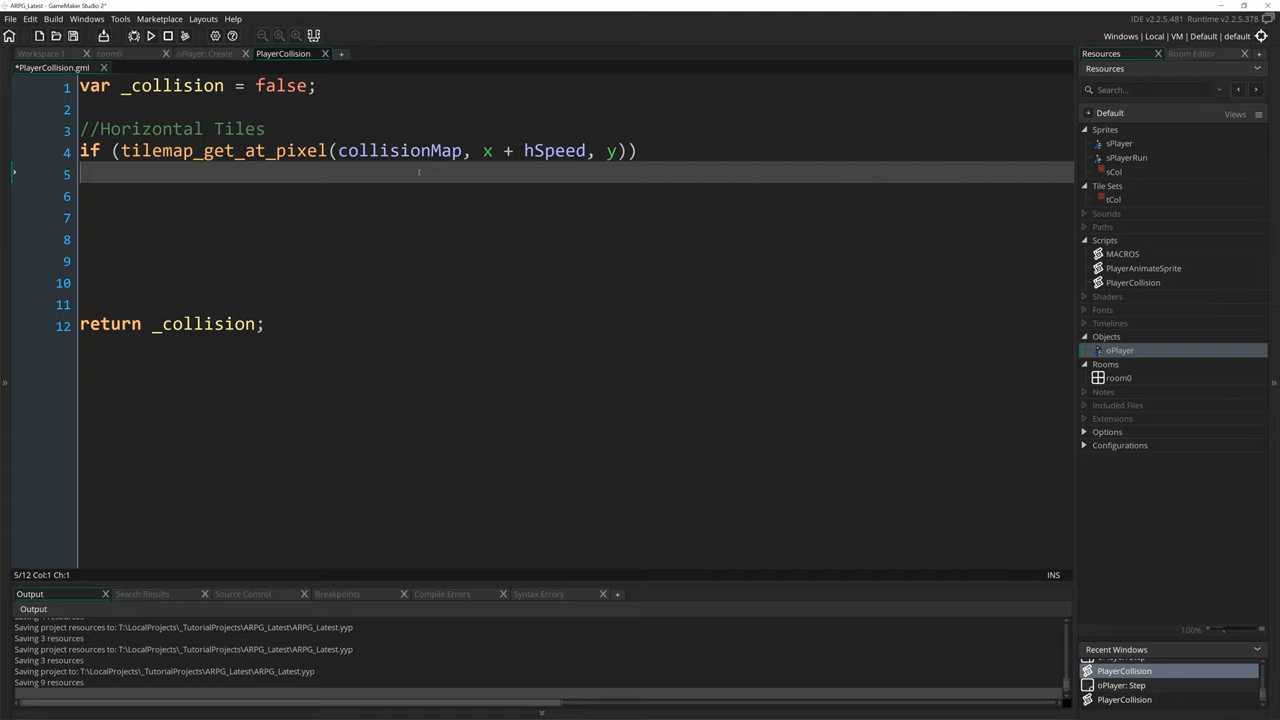 ARPG_Latest - GameMaker Studio 2*
File Edit Build Windows Tools Marketplace Layouts Help
IDE v2.2.5.481 Runtime v2.2.5.378
Windows | Local | VM | Default | default
Workspace 1 room0 oPlayer: Create PlayerCollision +
*PlayerCollision.gml
1 var _collision = false;
2
3 //Horizontal Tiles
4 if (tilemap_get_at_pixel(collisionMap, x + hSpeed, y))
5
6
7
8
9
10
11
12 return _collision;
5/12 Col:1 Ch:1
INS
Output Search Results Source Control Breakpoints Compile Errors Syntax Errors +
Output
Saving project resources to: T:\LocalProjects\_TutorialProjects\ARPG_Latest\ARPG_Latest.yyp
Saving 3 resources
Saving project resources to: T:\LocalProjects\_TutorialProjects\ARPG_Latest\ARPG_Latest.yyp
Saving 3 resources
Saving project to: T:\LocalProjects\_TutorialProjects\ARPG_Latest\ARPG_Latest.yyp
Saving 9 resources
Resources Room Editor +
Resources
Search...
Default Views
Sprites
sPlayer
sPlayerRun
sCol
Tile Sets
tCol
Sounds
Paths
Scripts
MACROS
PlayerAnimateSprite
PlayerCollision
Shaders
Fonts
Timelines
Objects
oPlayer
Rooms
room0
Notes
Included Files
Extensions
Options
Configurations
100%
Recent Windows
PlayerCollision
oPlayer: Step
PlayerCollision